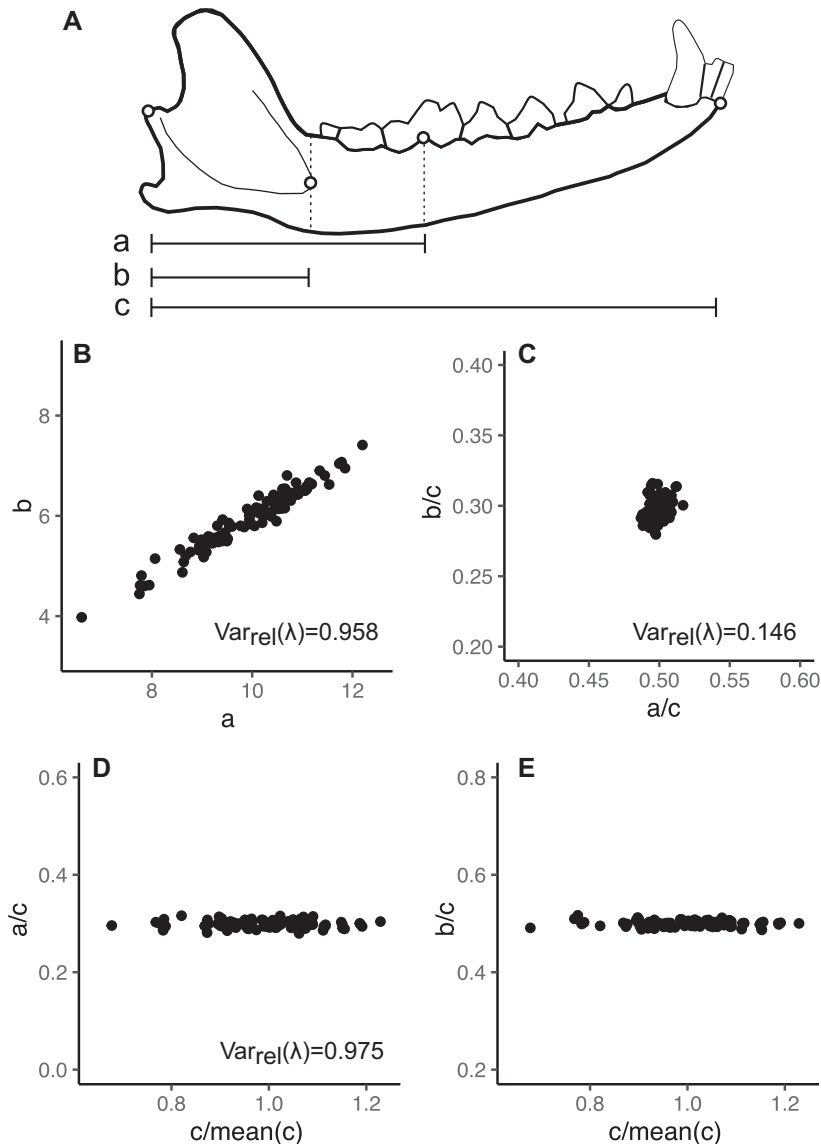 A
a
b
c
B
8
6
4
b
Var_rel(λ)=0.958
8 10 12
a
C
0.40
0.35
0.30
0.25
0.20
b/c
Var_rel(λ)=0.146
0.40 0.45 0.50 0.55 0.60
a/c
D
0.6
0.4
0.2
0.0
a/c
Var_rel(λ)=0.975
0.8 1.0 1.2
c/mean(c)
E
0.8
0.6
0.4
0.2
b/c
0.8 1.0 1.2
c/mean(c)